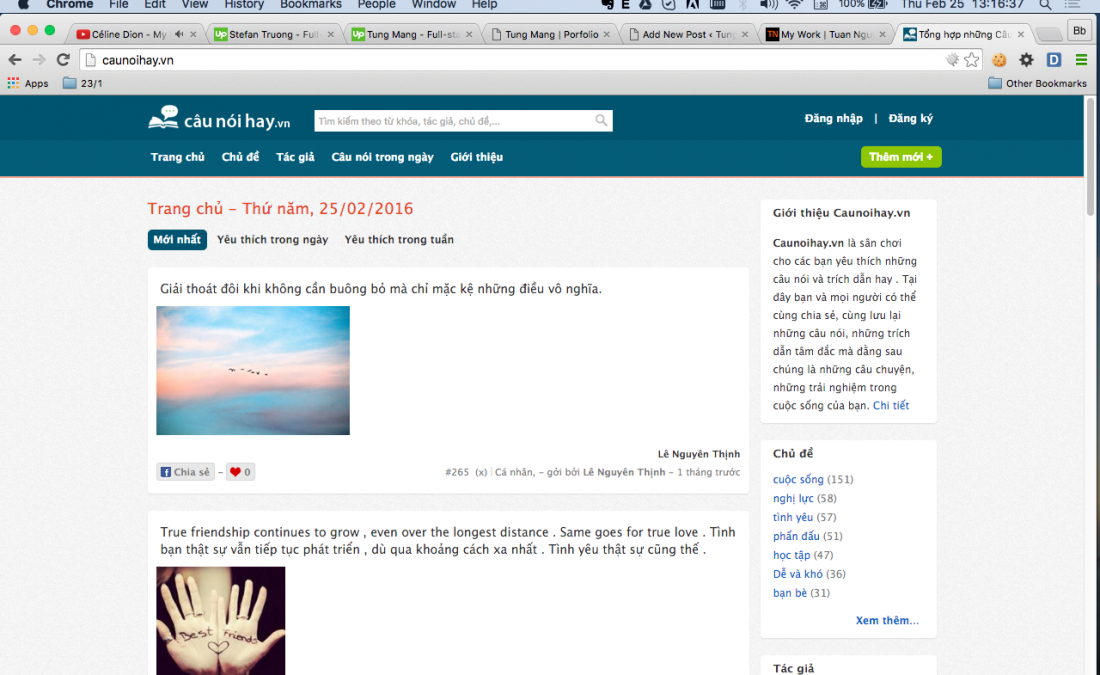 Chrome File Edit View History Bookmarks People Window Help 100% Thu Feb 25 13:16:37
Céline Dion - My
Up Stefan Truong - Full
Up Tung Mang - Full-sta
Tung Mang | Porfolio
Add New Post ‹ Tung
TN My Work | Tuan Ngu
Tổng hợp những Câu
Bb
caunoihay.vn
D
Apps 23/1 Other Bookmarks
câu nói hay.vn
Tìm kiếm theo từ khóa, tác giả, chủ đề,...
Đăng nhập | Đăng ký
Trang chủ Chủ đề Tác giả Câu nói trong ngày Giới thiệu
Thêm mới +
Trang chủ - Thứ năm, 25/02/2016
Mới nhất Yêu thích trong ngày Yêu thích trong tuần
Giải thoát đôi khi không cần buông bỏ mà chỉ mặc kệ những điều vô nghĩa.
Lê Nguyên Thịnh
Chia sẻ - 0
#265 (x) | Cá nhân, - gởi bởi Lê Nguyên Thịnh - 1 tháng trước
True friendship continues to grow , even over the longest distance . Same goes for true love . Tình
bạn thật sự vẫn tiếp tục phát triển , dù qua khoảng cách xa nhất . Tình yêu thật sự cũng thế .
Best Friends
Giới thiệu Caunoihay.vn
Caunoihay.vn là sân chơi
cho các bạn yêu thích những
câu nói và trích dẫn hay . Tại
đây bạn và mọi người có thể
cùng chia sẻ, cùng lưu lại
những câu nói, những trích
dẫn tâm đắc mà đằng sau
chúng là những câu chuyện,
những trải nghiệm trong
cuộc sống của bạn. Chi tiết
Chủ đề
cuộc sống (151)
nghị lực (58)
tình yêu (57)
phấn đấu (51)
học tập (47)
Dễ và khó (36)
bạn bè (31)
Xem thêm...
Tác giả